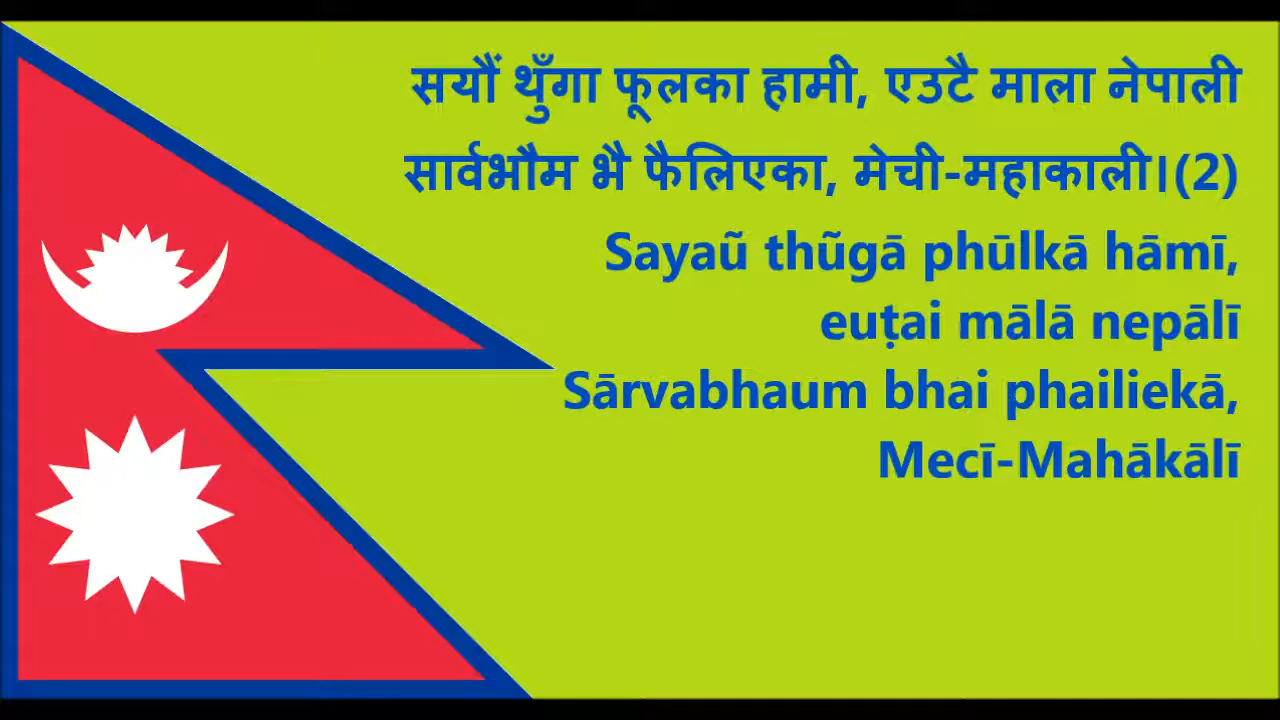 सयौं थुँगा फूलका हामी, एउटै माला नेपाली
सार्वभौम भै फैलिएका, मेची-महाकाली।(2)
Sayaũ thũgā phūlkā hāmī,
euṭai mālā nepālī
Sārvabhaum bhai phailiekā,
Mecī-Mahākālī